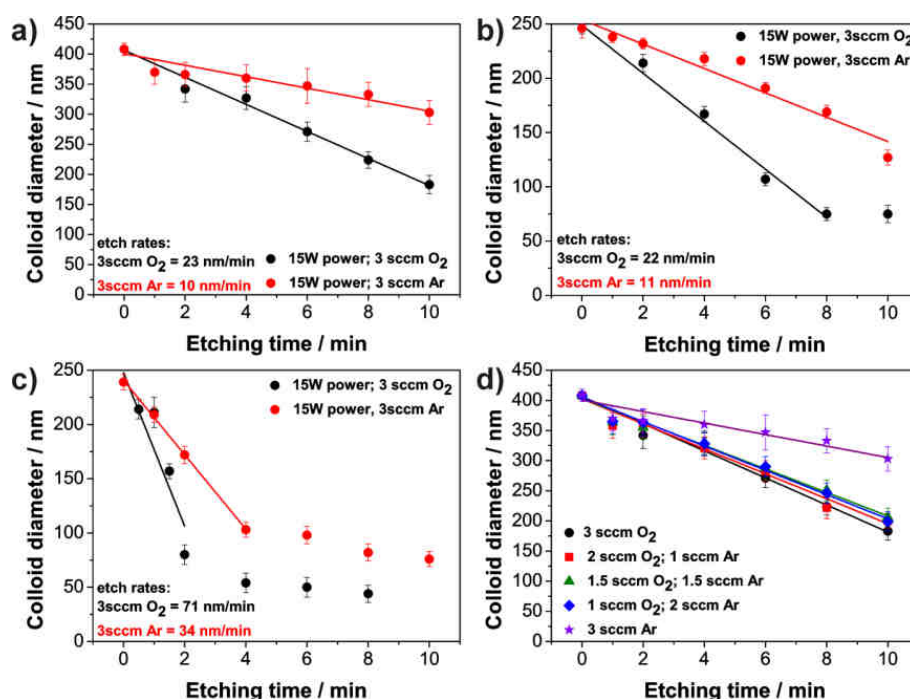 a)
450
400
350
300
250
200
150
100
50
0
Colloid diameter / nm
etch rates:
3sccm O₂ = 23 nm/min
3sccm Ar = 10 nm/min
15W power; 3 sccm O₂
15W power; 3 sccm Ar
0 2 4 6 8 10
Etching time / min
b)
250
200
150
100
50
0
Colloid diameter / nm
15W power, 3sccm O₂
15W power, 3sccm Ar
etch rates:
3sccm O₂ = 22 nm/min
3sccm Ar = 11 nm/min
0 2 4 6 8 10
Etching time / min
c)
250
200
150
100
50
0
Colloid diameter / nm
15W power; 3 sccm O₂
15W power, 3sccm Ar
etch rates:
3sccm O₂ = 71 nm/min
3sccm Ar = 34 nm/min
0 2 4 6 8 10
Etching time / min
d)
450
400
350
300
250
200
150
100
50
0
Colloid diameter / nm
3 sccm O₂
2 sccm O₂; 1 sccm Ar
1.5 sccm O₂; 1.5 sccm Ar
1 sccm O₂; 2 sccm Ar
3 sccm Ar
0 2 4 6 8 10
Etching time / min